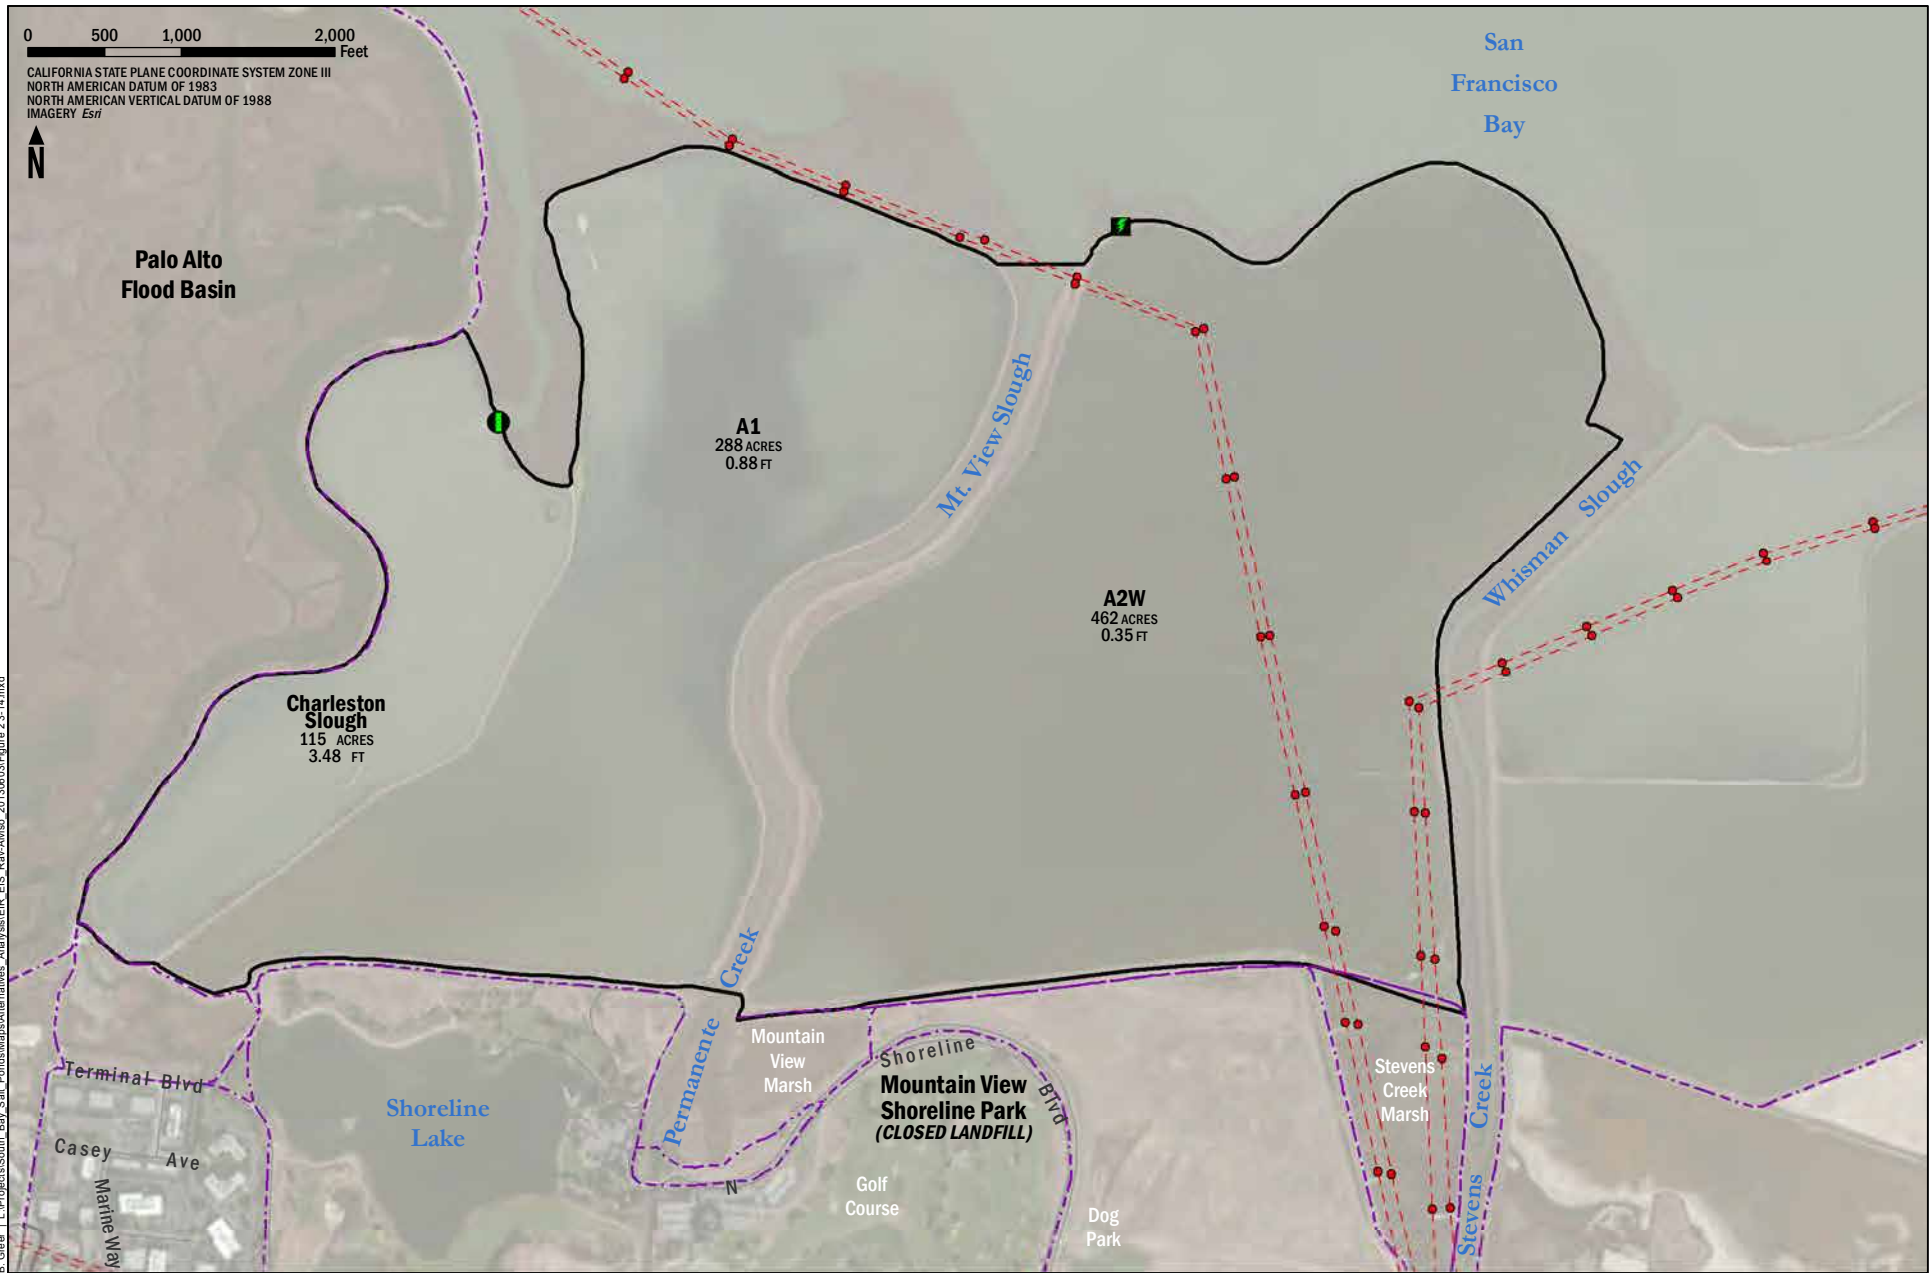 0 500 1,000 2,000
Feet
CALIFORNIA STATE PLANE COORDINATE SYSTEM ZONE III
NORTH AMERICAN DATUM OF 1983
NORTH AMERICAN VERTICAL DATUM OF 1988
IMAGERY Esri
N
San
Francisco
Bay
Palo Alto
Flood Basin
A1
288 ACRES
0.88 FT
Mt. View Slough
A2W
462 ACRES
0.35 FT
Whisman Slough
Charleston
Slough
115 ACRES
3.48 FT
Permanente Creek
Mountain
View
Marsh
Shoreline Blvd
N
Mountain View
Shoreline Park
(CLOSED LANDFILL)
Stevens
Creek
Marsh
Stevens Creek
Terminal Blvd
Shoreline
Lake
Casey Ave
Marine Way
Golf
Course
Dog
Park